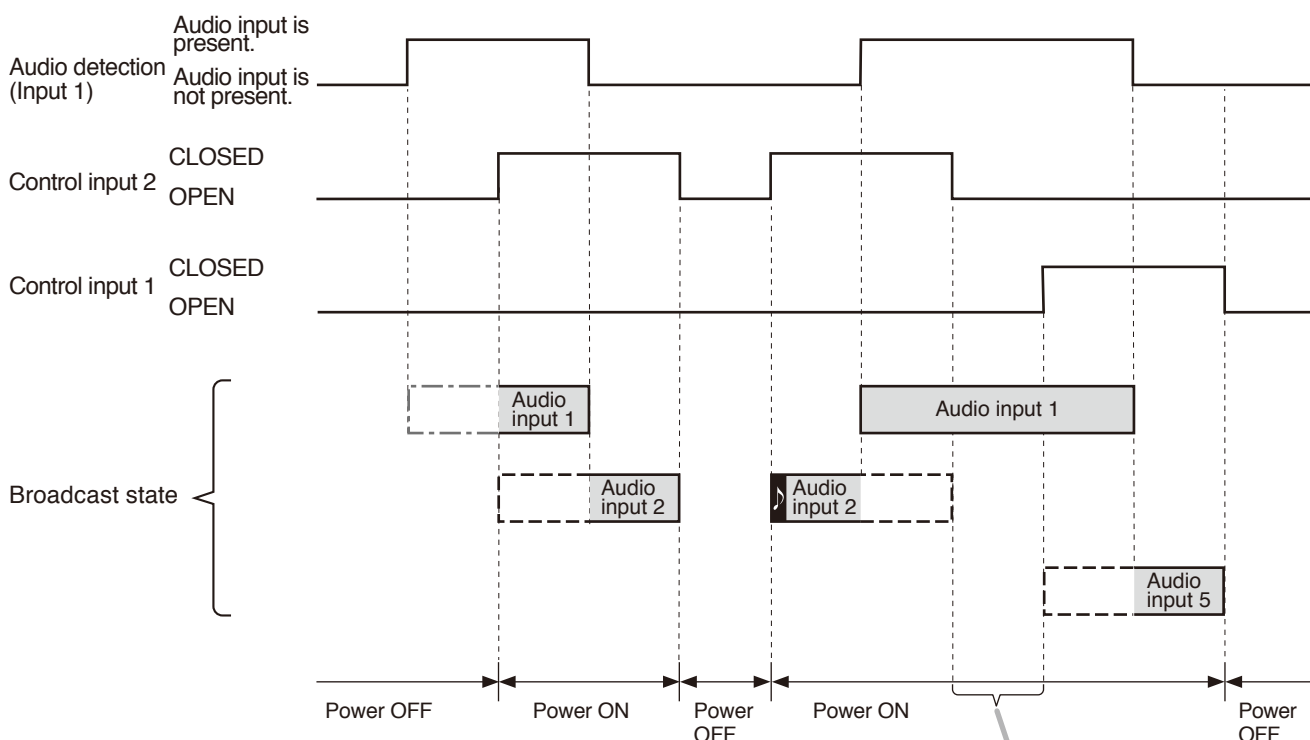 Audio input is
present.
Audio detection
(Input 1)
Audio input is
not present.
CLOSED
Control input 2
OPEN
CLOSED
Control input 1
OPEN
Audio
input 1
Audio input 1
Broadcast state
Audio
input 2
Audio
input 2
Audio
input 5
Power OFF
Power ON
Power
OFF
Power ON
Power
OFF